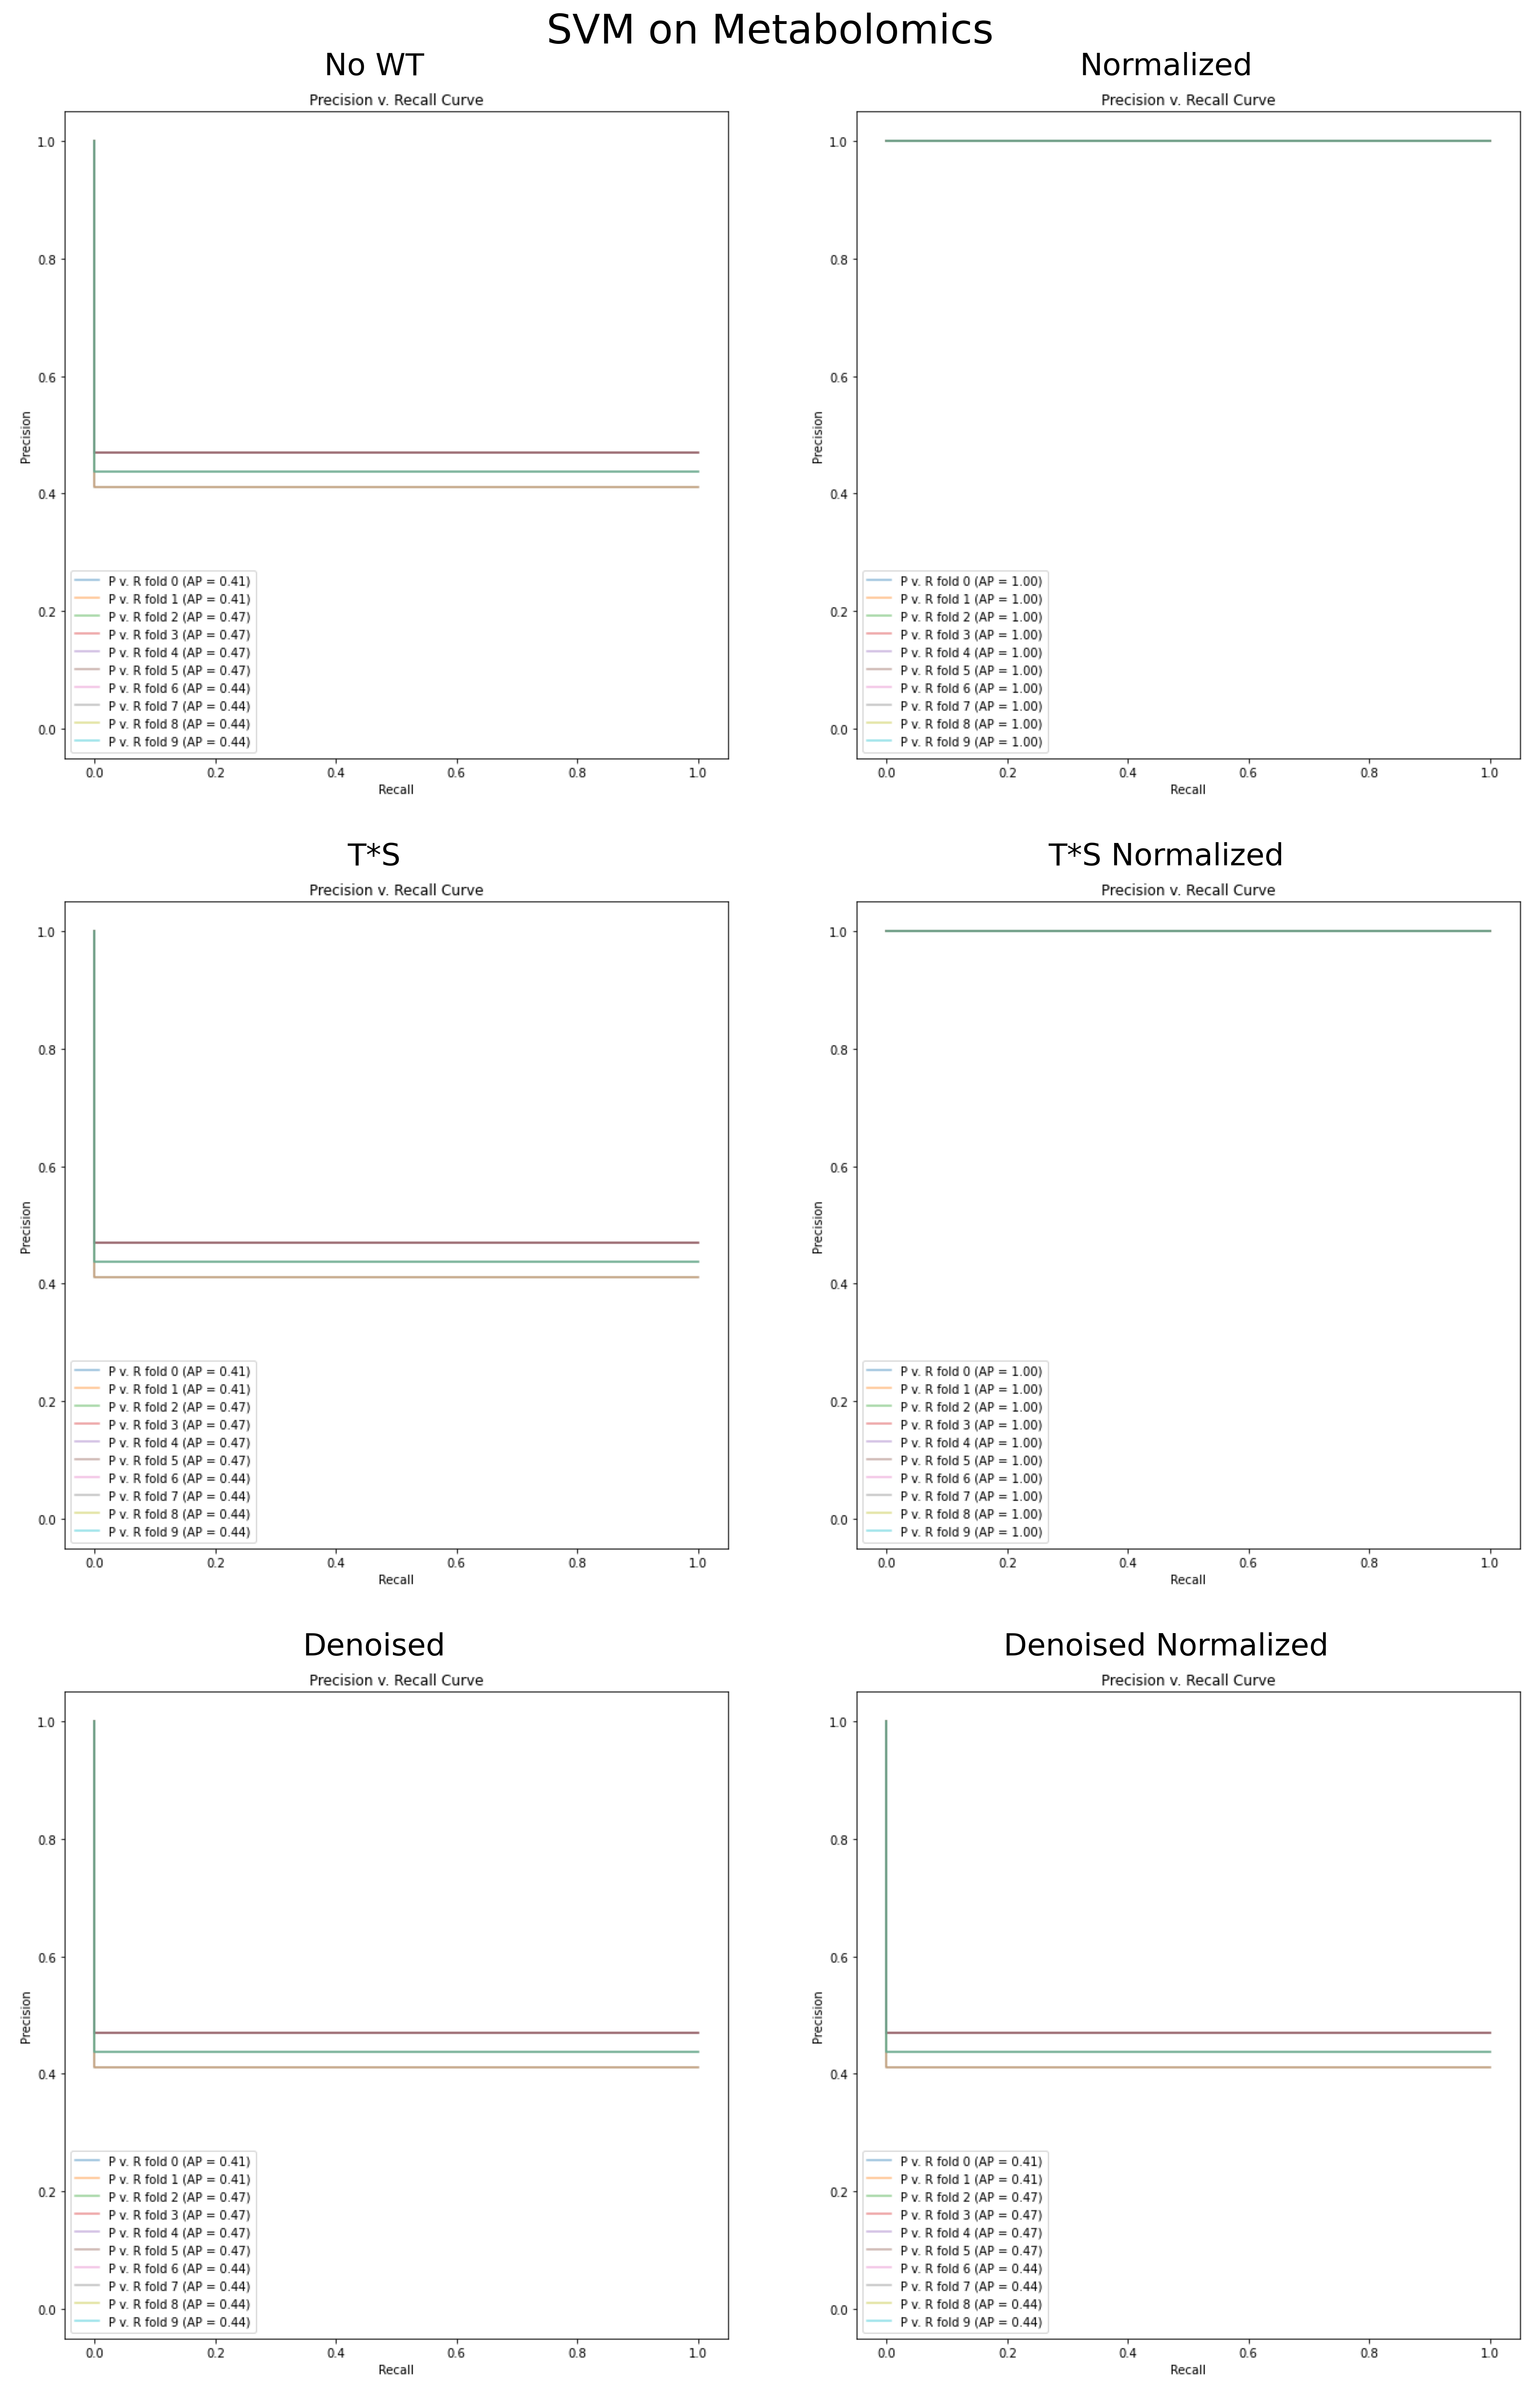 SVM on Metabolomics
No WT
Precision v. Recall Curve
1.0
0.8
0.6
0.4
0.2
0.0
Precision
P v. R fold 0 (AP = 0.41)
P v. R fold 1 (AP = 0.41)
P v. R fold 2 (AP = 0.47)
P v. R fold 3 (AP = 0.47)
P v. R fold 4 (AP = 0.47)
P v. R fold 5 (AP = 0.47)
P v. R fold 6 (AP = 0.44)
P v. R fold 7 (AP = 0.44)
P v. R fold 8 (AP = 0.44)
P v. R fold 9 (AP = 0.44)
0.0 0.2 0.4 0.6 0.8 1.0
Recall
Normalized
Precision v. Recall Curve
1.0
0.8
0.6
0.4
0.2
0.0
Precision
P v. R fold 0 (AP = 1.00)
P v. R fold 1 (AP = 1.00)
P v. R fold 2 (AP = 1.00)
P v. R fold 3 (AP = 1.00)
P v. R fold 4 (AP = 1.00)
P v. R fold 5 (AP = 1.00)
P v. R fold 6 (AP = 1.00)
P v. R fold 7 (AP = 1.00)
P v. R fold 8 (AP = 1.00)
P v. R fold 9 (AP = 1.00)
0.0 0.2 0.4 0.6 0.8 1.0
Recall
T*S
Precision v. Recall Curve
1.0
0.8
0.6
0.4
0.2
0.0
Precision
P v. R fold 0 (AP = 0.41)
P v. R fold 1 (AP = 0.41)
P v. R fold 2 (AP = 0.47)
P v. R fold 3 (AP = 0.47)
P v. R fold 4 (AP = 0.47)
P v. R fold 5 (AP = 0.47)
P v. R fold 6 (AP = 0.44)
P v. R fold 7 (AP = 0.44)
P v. R fold 8 (AP = 0.44)
P v. R fold 9 (AP = 0.44)
0.0 0.2 0.4 0.6 0.8 1.0
Recall
T*S Normalized
Precision v. Recall Curve
1.0
0.8
0.6
0.4
0.2
0.0
Precision
P v. R fold 0 (AP = 1.00)
P v. R fold 1 (AP = 1.00)
P v. R fold 2 (AP = 1.00)
P v. R fold 3 (AP = 1.00)
P v. R fold 4 (AP = 1.00)
P v. R fold 5 (AP = 1.00)
P v. R fold 6 (AP = 1.00)
P v. R fold 7 (AP = 1.00)
P v. R fold 8 (AP = 1.00)
P v. R fold 9 (AP = 1.00)
0.0 0.2 0.4 0.6 0.8 1.0
Recall
Denoised
Precision v. Recall Curve
1.0
0.8
0.6
0.4
0.2
0.0
Precision
P v. R fold 0 (AP = 0.41)
P v. R fold 1 (AP = 0.41)
P v. R fold 2 (AP = 0.47)
P v. R fold 3 (AP = 0.47)
P v. R fold 4 (AP = 0.47)
P v. R fold 5 (AP = 0.47)
P v. R fold 6 (AP = 0.44)
P v. R fold 7 (AP = 0.44)
P v. R fold 8 (AP = 0.44)
P v. R fold 9 (AP = 0.44)
0.0 0.2 0.4 0.6 0.8 1.0
Recall
Denoised Normalized
Precision v. Recall Curve
1.0
0.8
0.6
0.4
0.2
0.0
Precision
P v. R fold 0 (AP = 0.41)
P v. R fold 1 (AP = 0.41)
P v. R fold 2 (AP = 0.47)
P v. R fold 3 (AP = 0.47)
P v. R fold 4 (AP = 0.47)
P v. R fold 5 (AP = 0.47)
P v. R fold 6 (AP = 0.44)
P v. R fold 7 (AP = 0.44)
P v. R fold 8 (AP = 0.44)
P v. R fold 9 (AP = 0.44)
0.0 0.2 0.4 0.6 0.8 1.0
Recall